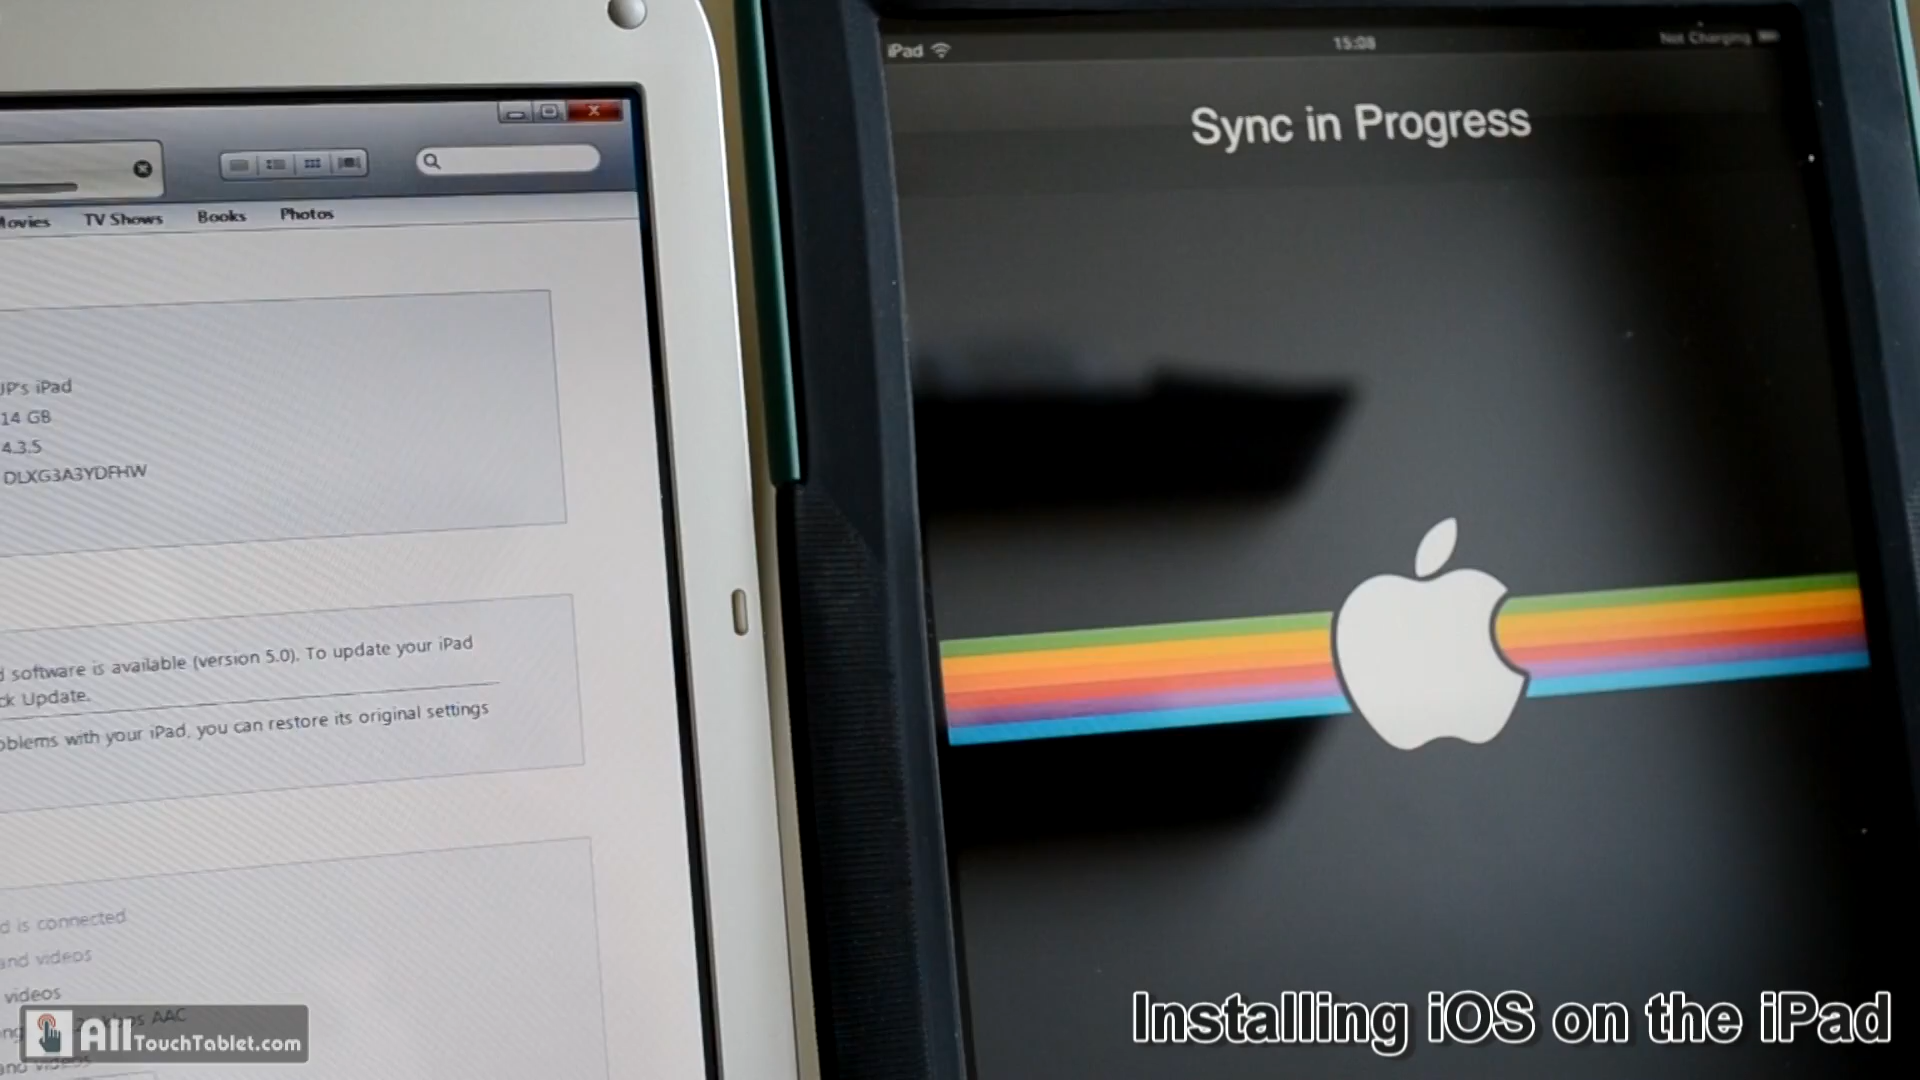 Movies TV Shows Books Photos
JP's iPad
14 GB
4.3.5
DLXG3A3YDFHW
software is available (version 5.0). To update your iPad
Update.
with your iPad, you can restore its original settings
is connected
and videos
videos
AAC
and videos
iPad 15:08 Not Charging
Sync in Progress
AllTouchTablet.com
Installing iOS on the iPad